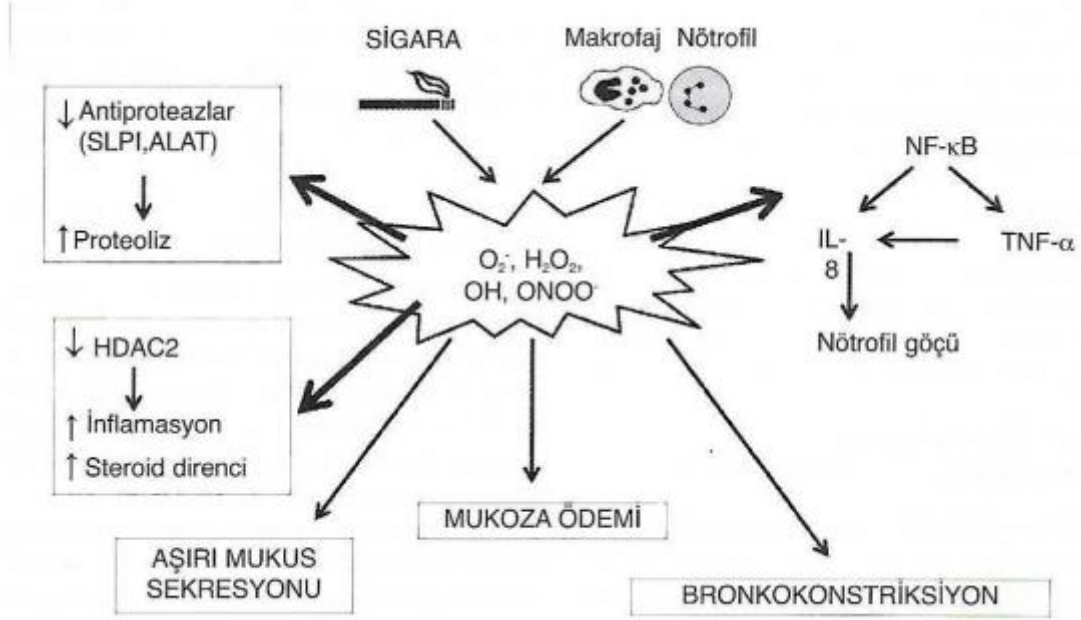 SİGARA
Makrofaj Nötrofil
↓ Antiproteazlar
(SLPI,ALAT)
↑ Proteoliz
NF-κB
IL-
8
TNF-α
Nötrofil göçü
O₂⁻, H₂O₂,
OH, ONOO⁻
↓ HDAC2
↑ İnflamasyon
↑ Steroid direnci
MUKOZA ÖDEMİ
AŞIRI MUKUS
SEKRESYONU
BRONKOKONSTRİKSİYON